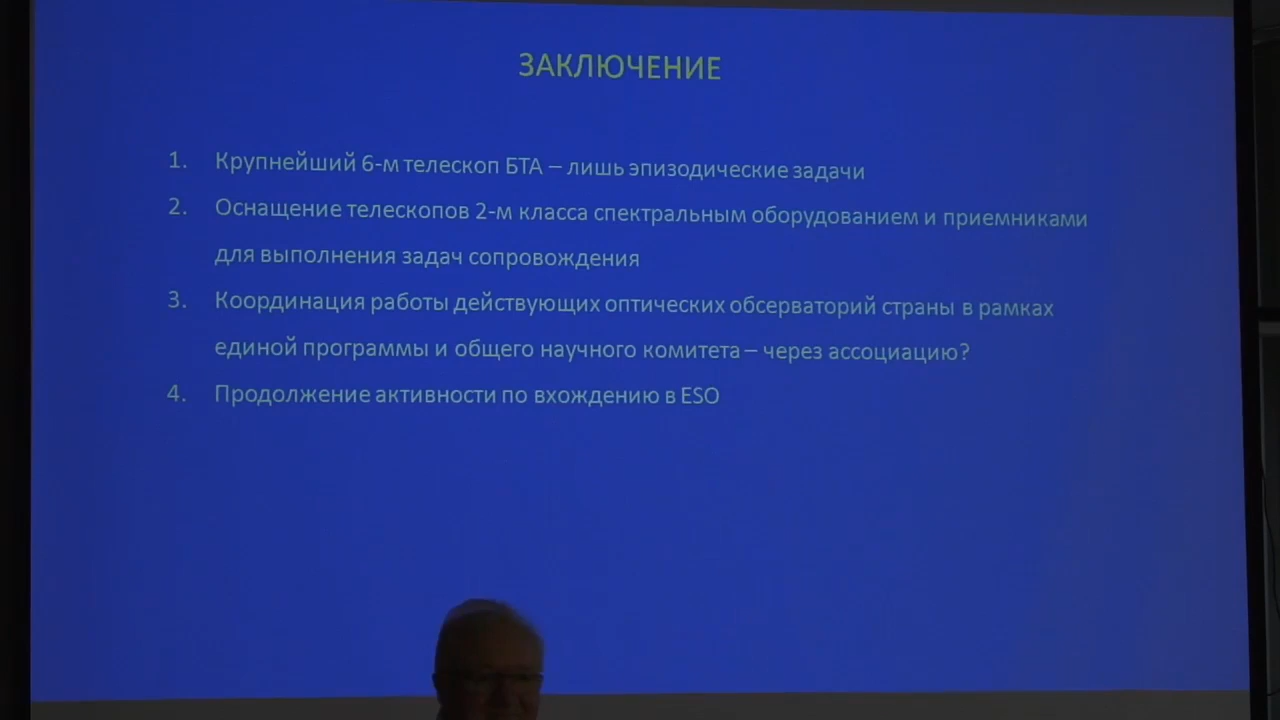 ЗАКЛЮЧЕНИЕ
1. Крупнейший 6-м телескоп БТА – лишь эпизодические задачи
2. Оснащение телескопов 2-м класса спектральным оборудованием и приемниками
для выполнения задач сопровождения
3. Координация работы действующих оптических обсерваторий страны в рамках
единой программы и общего научного комитета – через ассоциацию?
4. Продолжение активности по вхождению в ESO